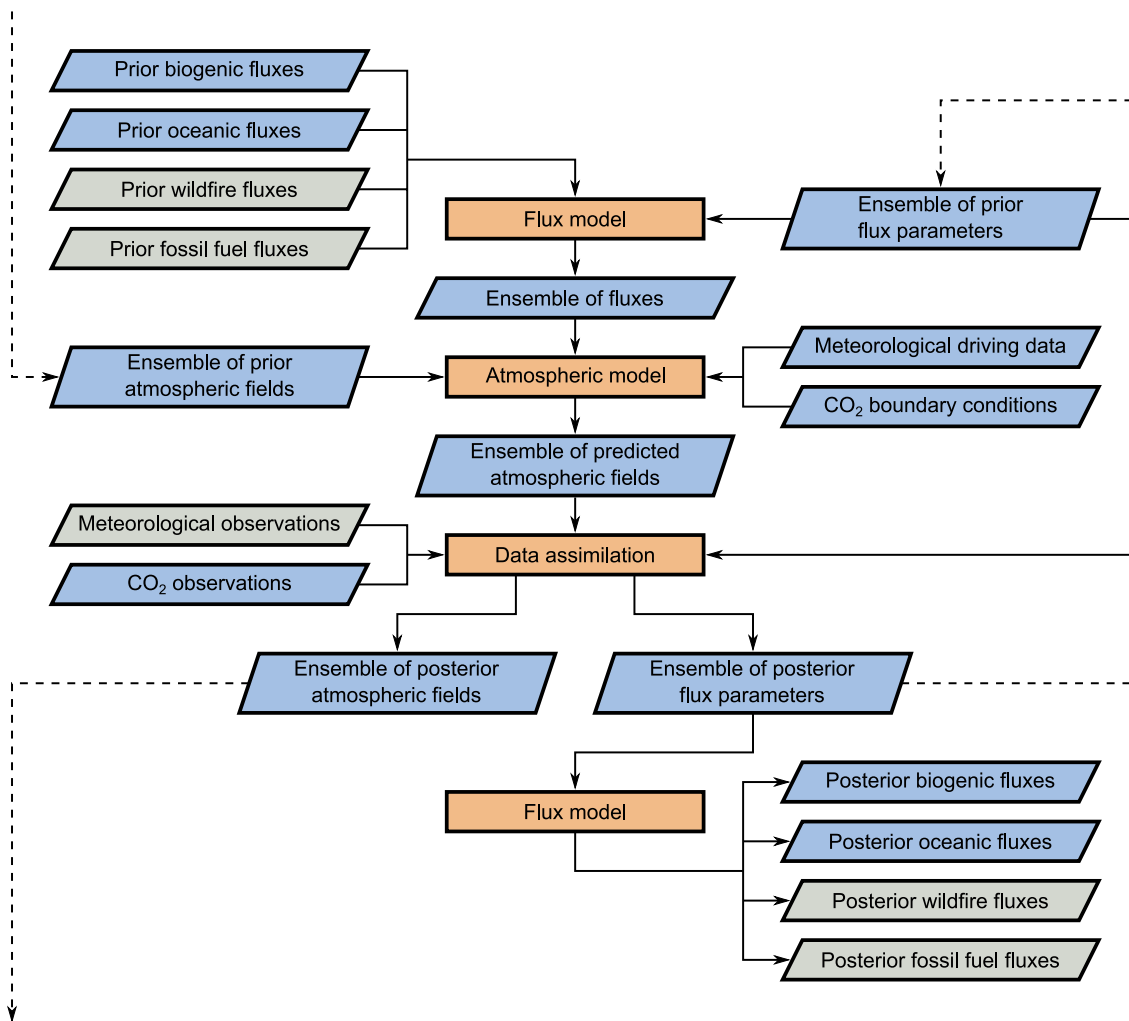 Prior biogenic fluxes
Prior oceanic fluxes
Prior wildfire fluxes
Prior fossil fuel fluxes
Flux model
Ensemble of prior
flux parameters
Ensemble of fluxes
Ensemble of prior
atmospheric fields
Atmospheric model
Meteorological driving data
CO₂ boundary conditions
Ensemble of predicted
atmospheric fields
Meteorological observations
CO₂ observations
Data assimilation
Ensemble of posterior
atmospheric fields
Ensemble of posterior
flux parameters
Flux model
Posterior biogenic fluxes
Posterior oceanic fluxes
Posterior wildfire fluxes
Posterior fossil fuel fluxes